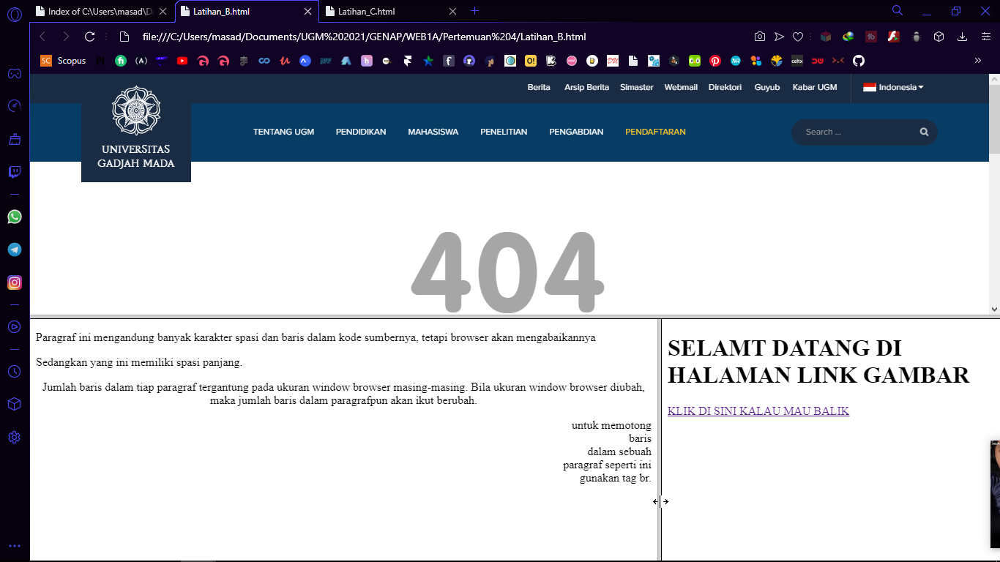 Index of C:\Users\masad\D
Latihan_B.html
Latihan_C.html
file:///C:/Users/masad/Documents/UGM%202021/GENAP/WEB1A/Pertemuan%204/Latihan_B.html
SC Scopus
Berita Arsip Berita Simaster Webmail Direktori Guyub Kabar UGM Indonesia
UNIVERSITAS
GADJAH MADA
TENTANG UGM PENDIDIKAN MAHASISWA PENELITIAN PENGABDIAN PENDAFTARAN
Search ...
404
Paragraf ini mengandung banyak karakter spasi dan baris dalam kode sumbernya, tetapi browser akan mengabaikannya
Sedangkan yang ini memiliki spasi panjang.
Jumlah baris dalam tiap paragraf tergantung pada ukuran window browser masing-masing. Bila ukuran window browser diubah,
maka jumlah baris dalam paragrafpun akan ikut berubah.
untuk memotong
baris
dalam sebuah
paragraf seperti ini
gunakan tag br.
SELAMT DATANG DI
HALAMAN LINK GAMBAR
KLIK DI SINI KALAU MAU BALIK